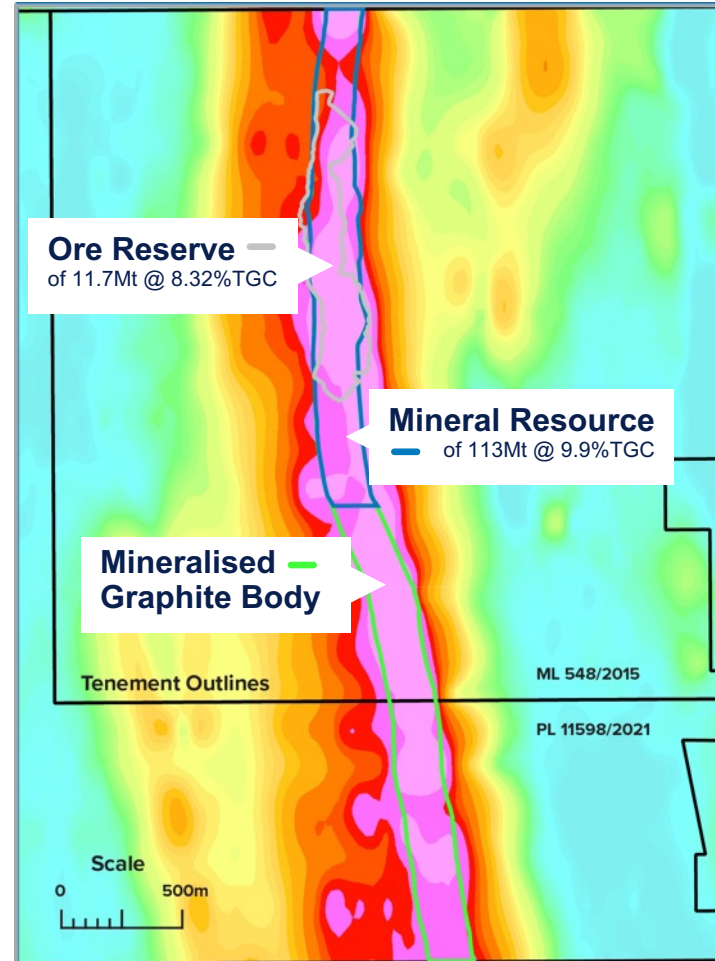 Ore Reserve
of 11.7Mt @ 8.32%TGC
Mineral Resource
of 113Mt @ 9.9%TGC
Mineralised
Graphite Body
Tenement Outlines
ML 548/2015
PL 11598/2021
Scale
0 500m